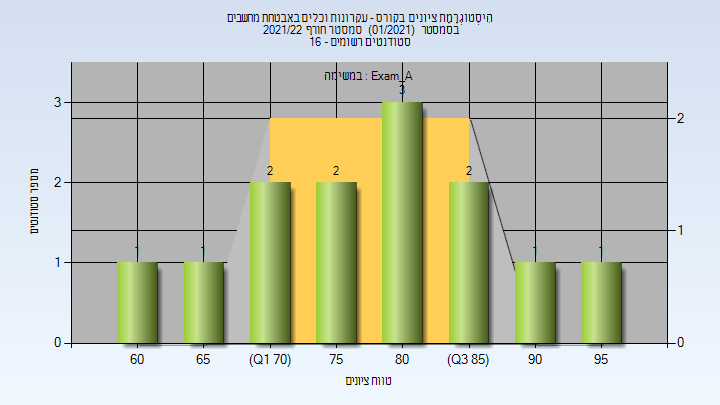 היסטוגרמת ציונים בקורס - עקרונות וכלים באבטחת מחשבים
בסמסטר (01/2021) סמסטר חורף 2021/22
סטודנטים רשומים - 16
במשימה : Exam_A
מספר סטודנטים
3
2
1
0
2
1
0
1
1
2
2
3
2
1
1
60
65
(Q1 70)
75
80
(Q3 85)
90
95
טווח ציונים